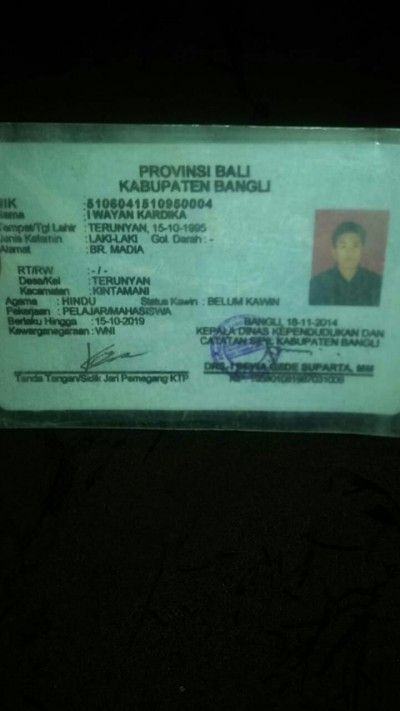 PROVINSI BALI
KABUPATEN BANGLI
NIK : 5106041510950004
Nama : I WAYAN KARDIKA
Tempat/Tgl Lahir : TERUNYAN, 15-10-1995
Jenis Kelamin : LAKI-LAKI Gol. Darah : -
Alamat : BR. MADIA
RT/RW : - / -
Desa/Kel : TERUNYAN
Kecamatan : KINTAMANI
Agama : HINDU Status Kawin : BELUM KAWIN
Pekerjaan : PELAJAR/MAHASISWA
Berlaku Hingga : 15-10-2019
Kewarganegaraan : WNI
BANGLI, 18-11-2014
KEPALA DINAS KEPENDUDUKAN DAN
CATATAN SIPIL KABUPATEN BANGLI
Tanda Tangan/Sidik Jari Pemegang KTP
DRS. I GEDE SUPARTA, MM